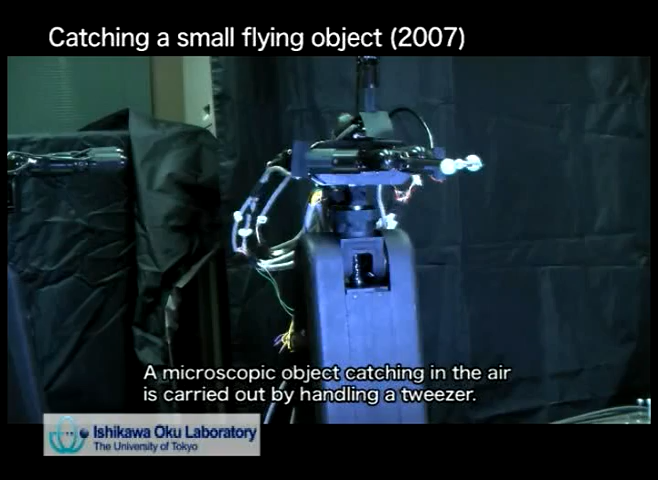 Catching a small flying object (2007)
A microscopic object catching in the air
is carried out by handling a tweezer.
Ishikawa Oku Laboratory
The University of Tokyo